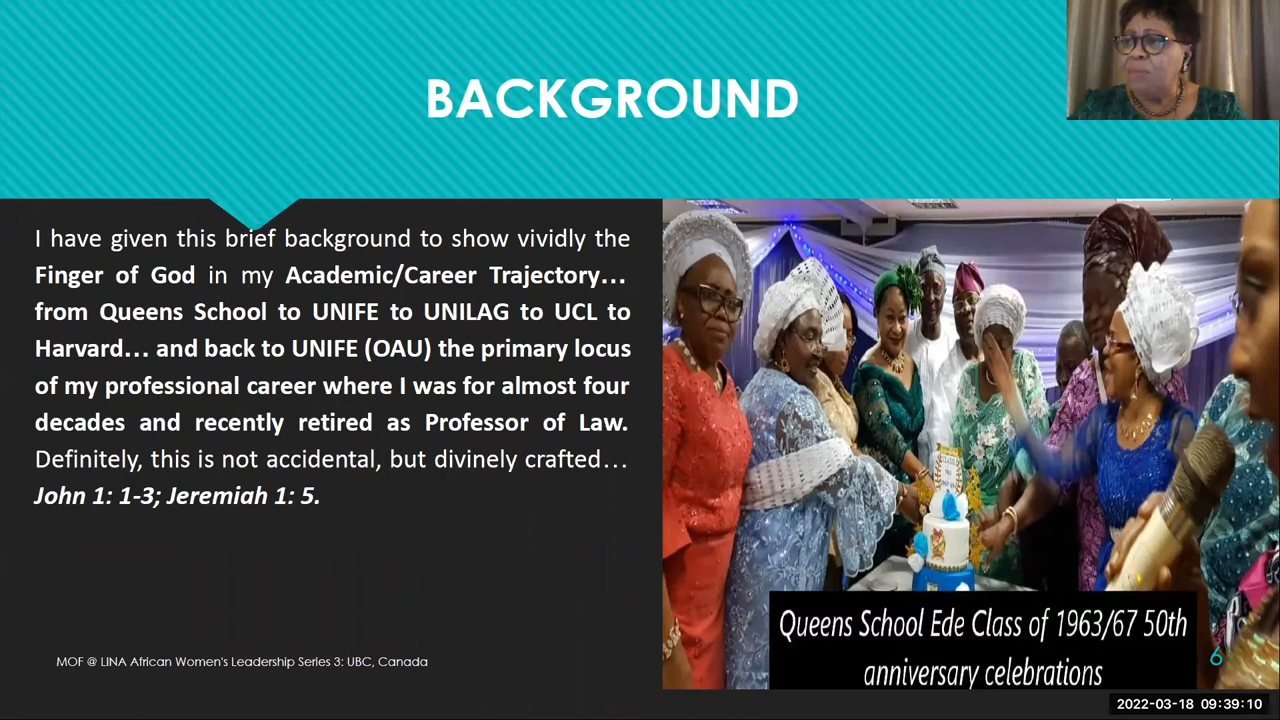 BACKGROUND
I have given this brief background to show vividly the
Finger of God in my Academic/Career Trajectory…
from Queens School to UNIFE to UNILAG to UCL to
Harvard… and back to UNIFE (OAU) the primary locus
of my professional career where I was for almost four
decades and recently retired as Professor of Law.
Definitely, this is not accidental, but divinely crafted…
John 1: 1-3; Jeremiah 1: 5.
Queens School Ede Class of 1963/67 50th
anniversary celebrations
MOF @ LINA African Women's Leadership Series 3: UBC, Canada
6
2022-03-18 09:39:10